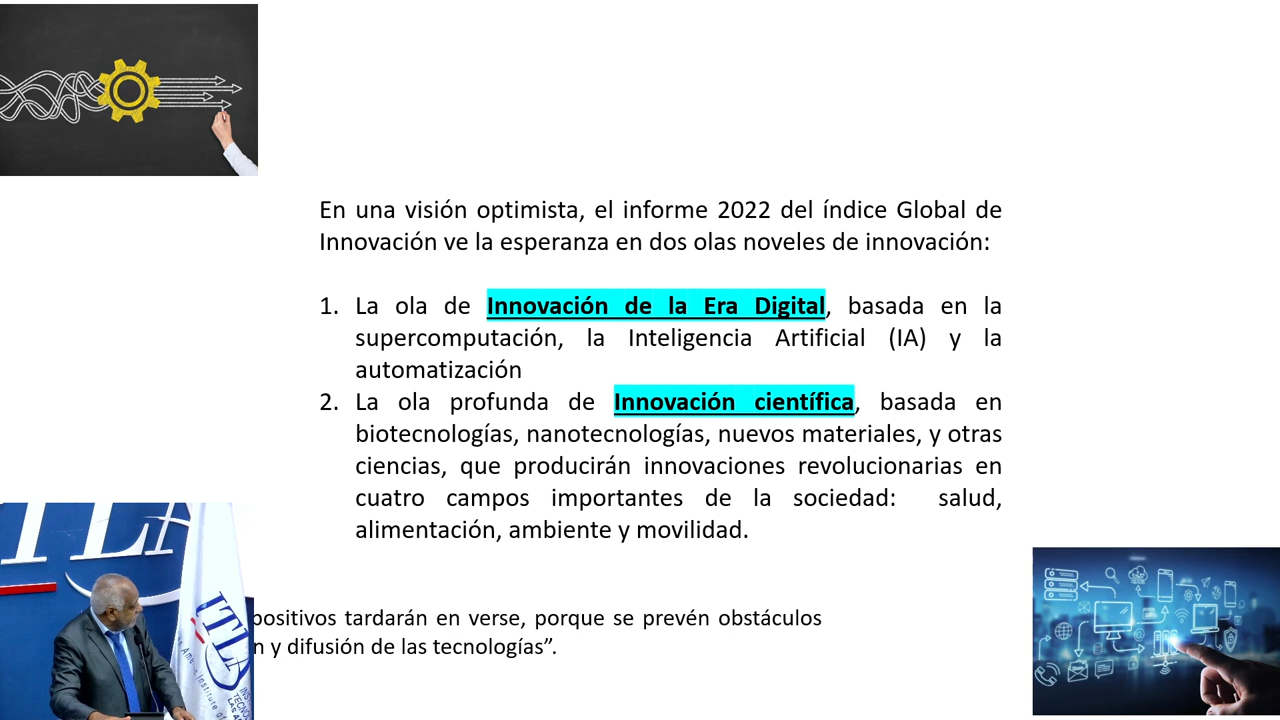 En una visión optimista, el informe 2022 del índice Global de
Innovación ve la esperanza en dos olas noveles de innovación:
1. La ola de Innovación de la Era Digital, basada en la
supercomputación, la Inteligencia Artificial (IA) y la
automatización
2. La ola profunda de Innovación científica, basada en
biotecnologías, nanotecnologías, nuevos materiales, y otras
ciencias, que producirán innovaciones revolucionarias en
cuatro campos importantes de la sociedad: salud,
alimentación, ambiente y movilidad.
positivos tardarán en verse, porque se prevén obstáculos
n y difusión de las tecnologías”.
ITLA
ITLA
Institute of